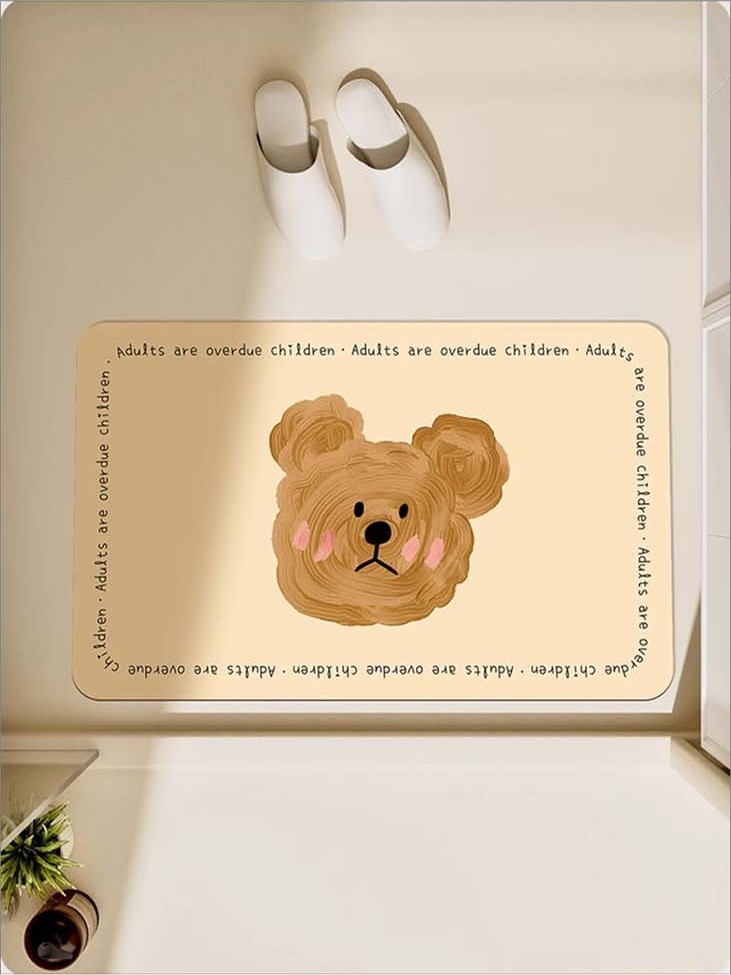 Adults are overdue children · Adults are overdue children · Adults
are overdue children · Adults are overdue
children · Adults are overdue children · Adults are overdue
children · Adults are overdue children ·